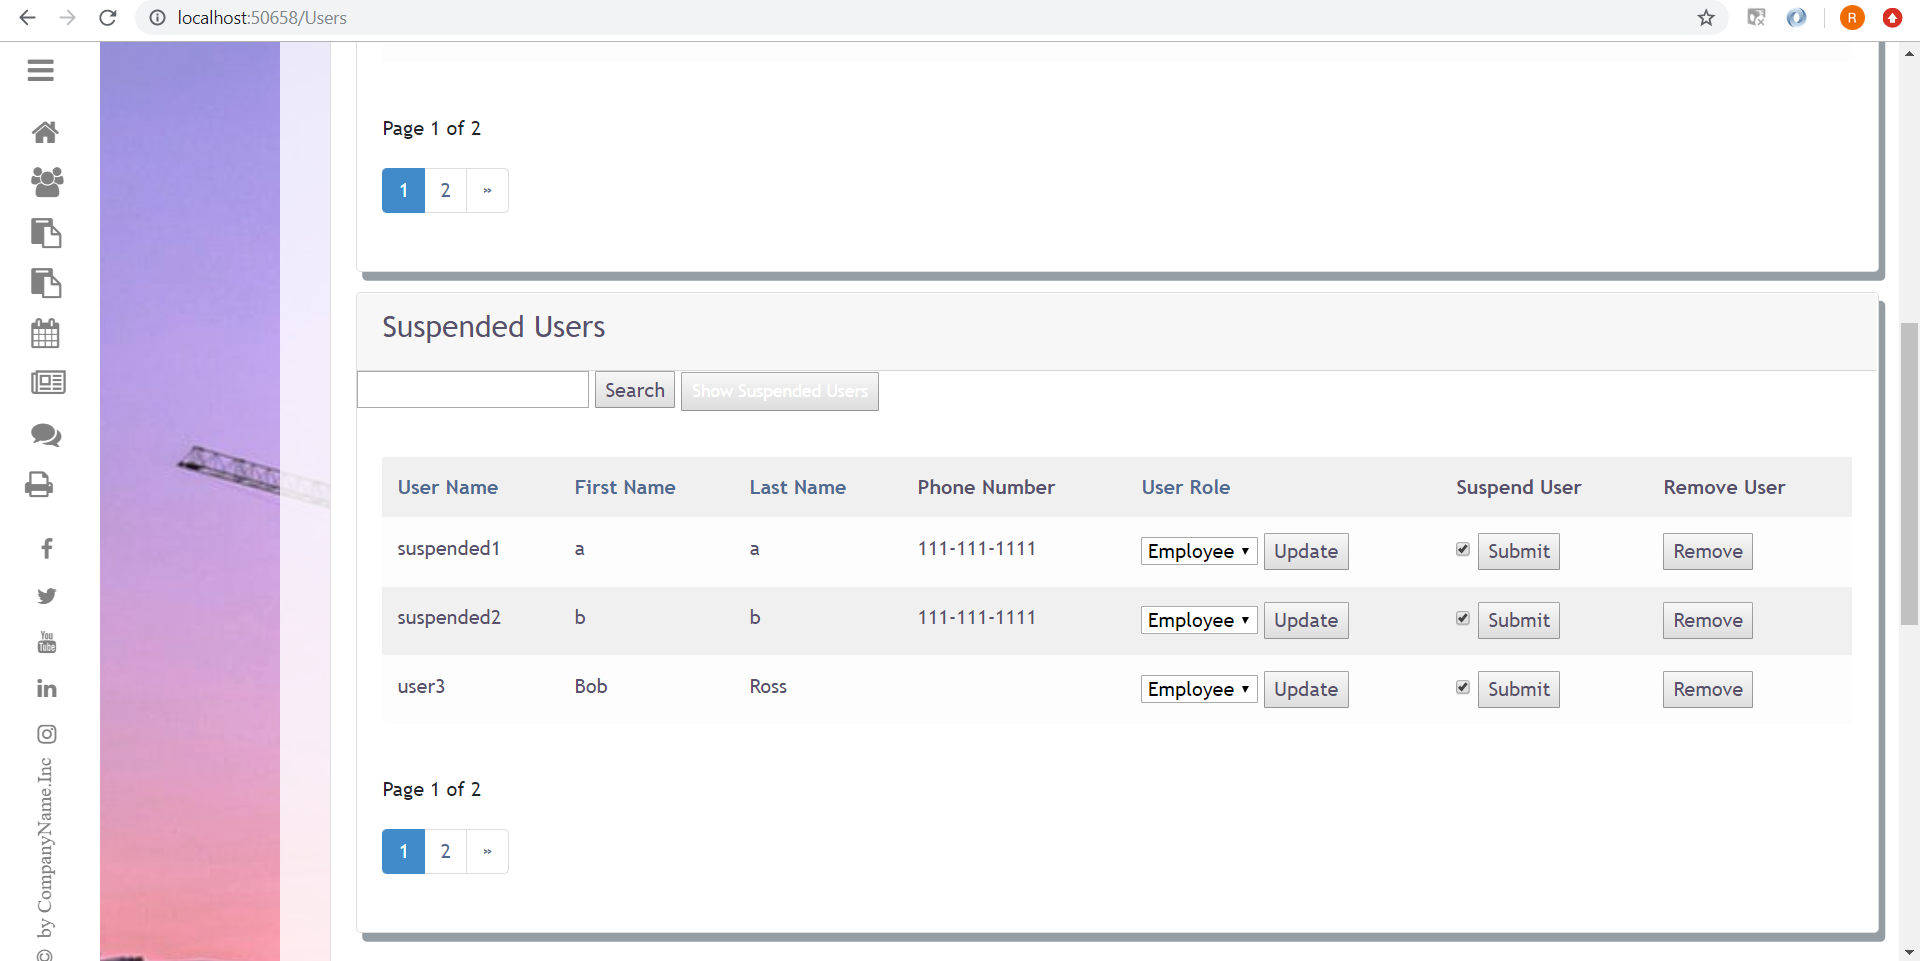 localhost:50658/Users
R
Page 1 of 2
1 2 »
Suspended Users
Search Show Suspended Users
User Name First Name Last Name Phone Number User Role Suspend User Remove User
suspended1 a a 111-111-1111 Employee Update Submit Remove
suspended2 b b 111-111-1111 Employee Update Submit Remove
user3 Bob Ross Employee Update Submit Remove
Page 1 of 2
1 2 »
You
Tube
© by CompanyName.Inc